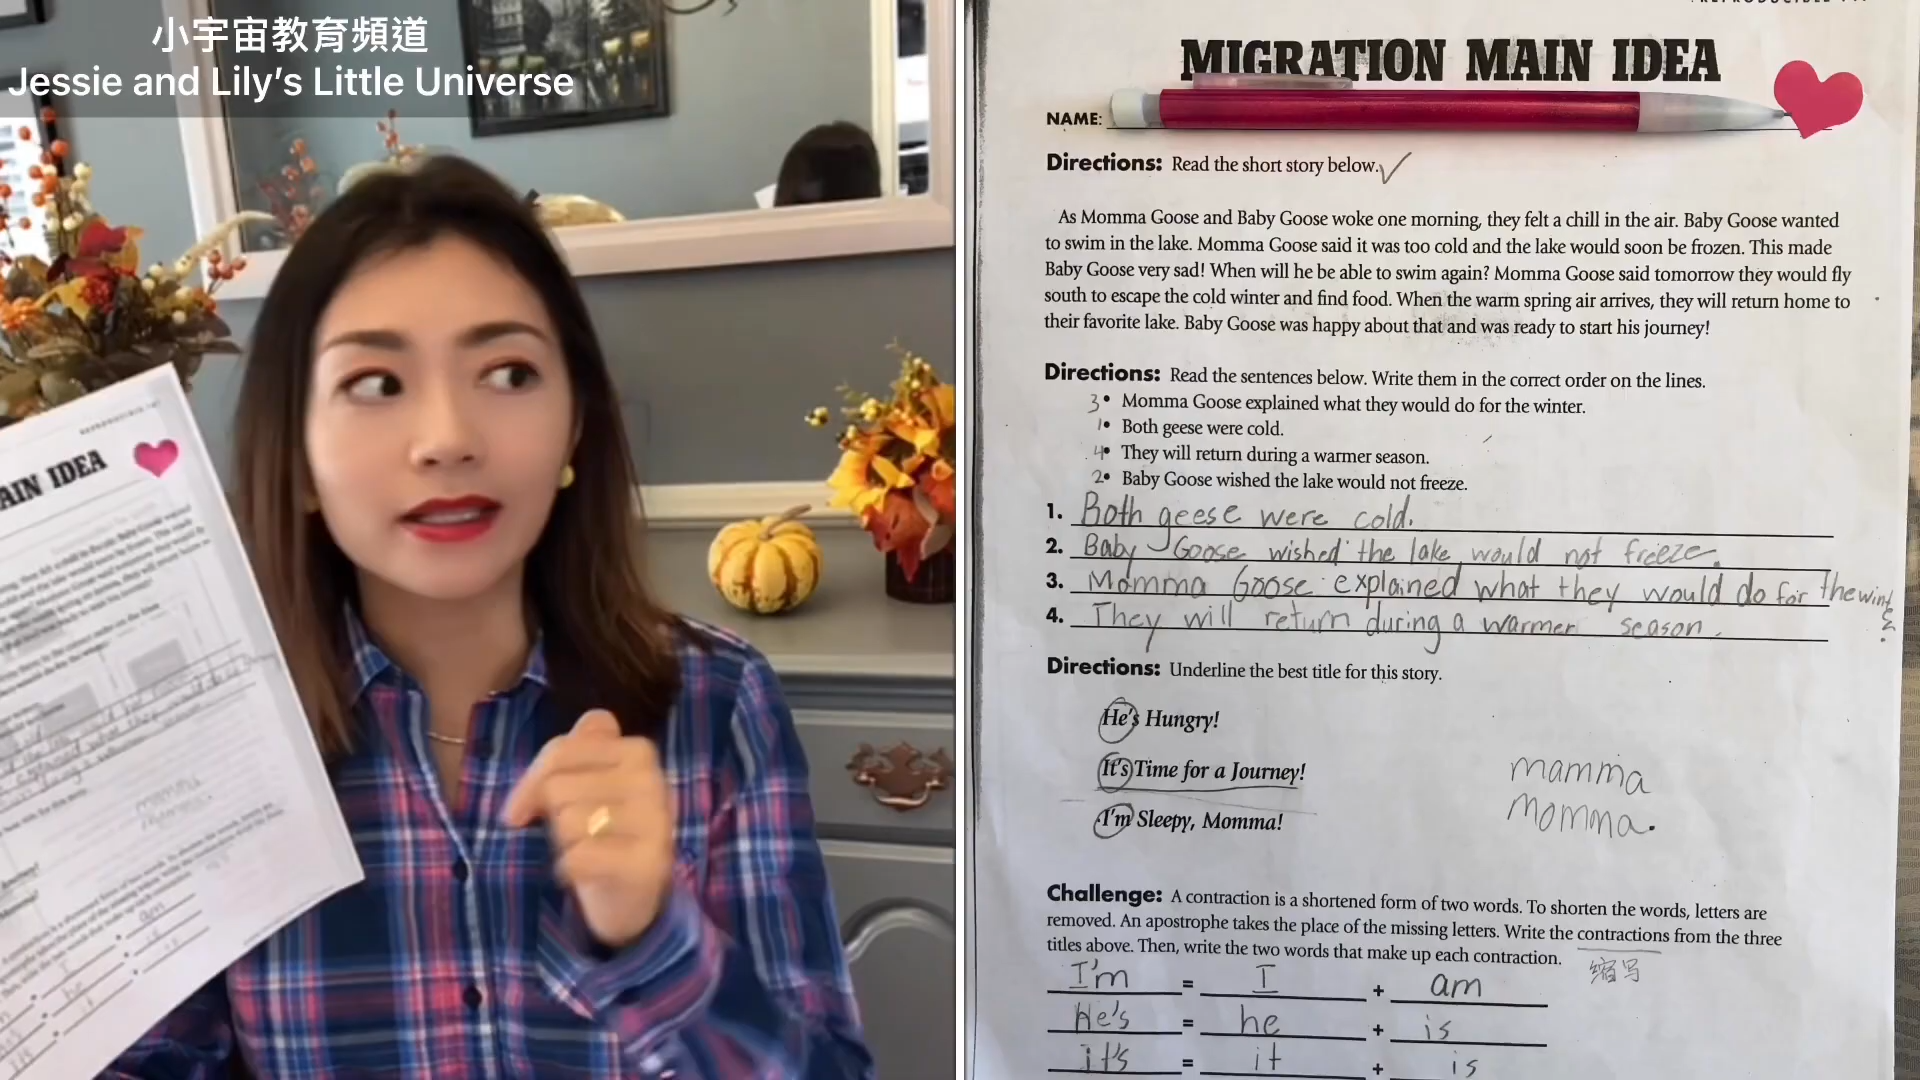 小宇宙教育頻道
Jessie and Lily's Little Universe
AIN IDEA
MIGRATION MAIN IDEA
NAME:
Directions: Read the short story below.
As Momma Goose and Baby Goose woke one morning, they felt a chill in the air. Baby Goose wanted
to swim in the lake. Momma Goose said it was too cold and the lake would soon be frozen. This made
Baby Goose very sad! When will he be able to swim again? Momma Goose said tomorrow they would fly
south to escape the cold winter and find food. When the warm spring air arrives, they will return home to
their favorite lake. Baby Goose was happy about that and was ready to start his journey!
Directions: Read the sentences below. Write them in the correct order on the lines.
3 • Momma Goose explained what they would do for the winter.
1 • Both geese were cold.
4 • They will return during a warmer season.
2 • Baby Goose wished the lake would not freeze.
1. Both geese were cold.
2. Baby Goose wished the lake would not freeze.
3. Momma Goose explained what they would do for the winter.
4. They will return during a warmer season.
Directions: Underline the best title for this story.
He's Hungry!
It's Time for a Journey!
I'm Sleepy, Momma!
mamma
Momma.
Challenge: A contraction is a shortened form of two words. To shorten the words, letters are
removed. An apostrophe takes the place of the missing letters. Write the contractions from the three
titles above. Then, write the two words that make up each contraction.
缩写
I'm = I + am
He's = he + is
it's = it + is